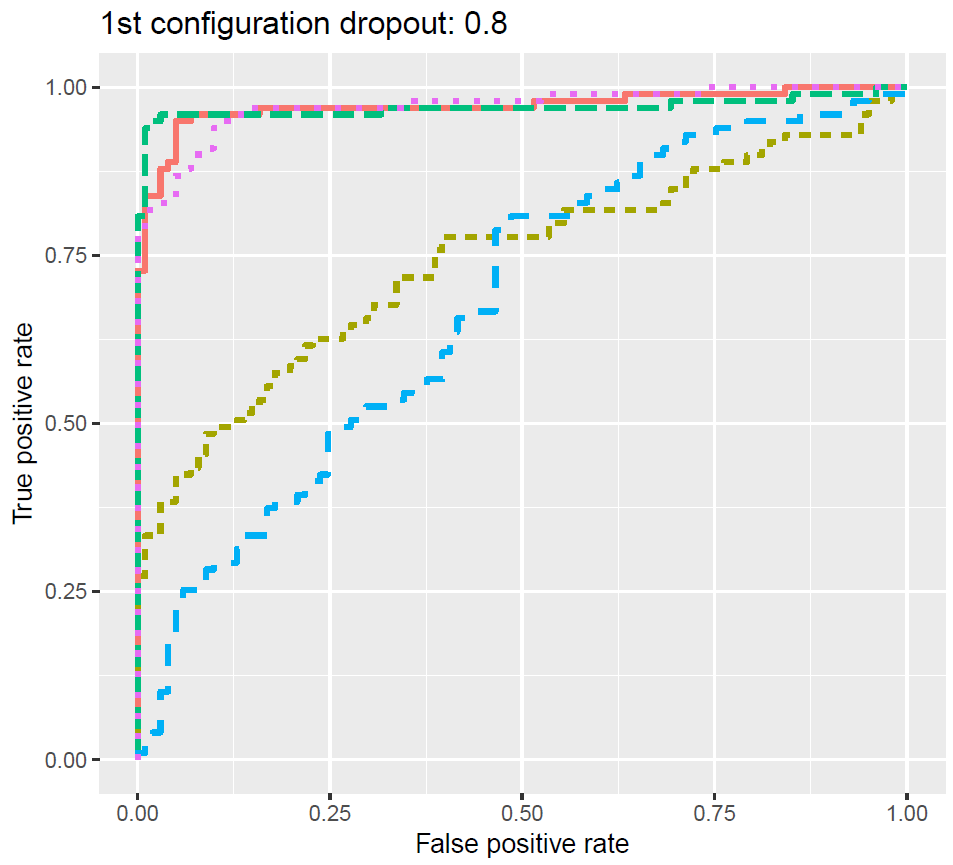 1st configuration dropout: 0.8
1.00
0.75
0.50
0.25
0.00
True positive rate
0.00 0.25 0.50 0.75 1.00
False positive rate